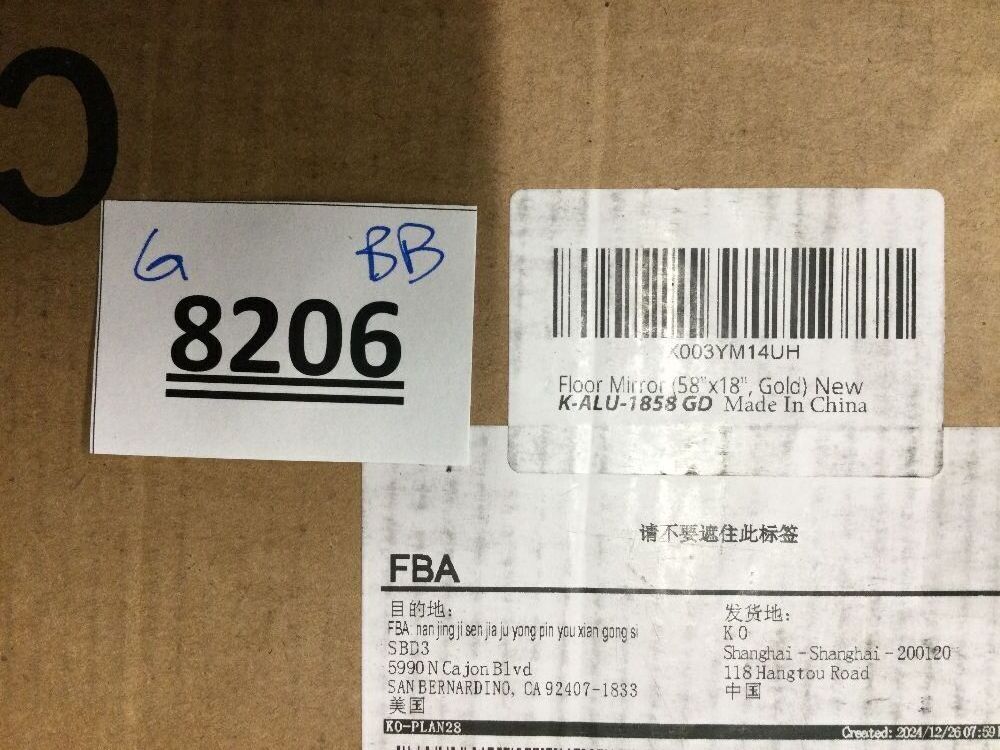 C
G BB
8206
X003YM14UH
Floor Mirror (58"x18", Gold) New
K-ALU-1858 GD Made In China
请不要遮住此标签
FBA
目的地：
FBA: nan jing ji sen jia ju yong pin you xian gong si
SBD3
5990 N Cajon Blvd
SAN BERNARDINO, CA 92407-1833
美国
发货地：
KO
Shanghai - Shanghai - 200120
118 Hangtou Road
中国
KO-PLAN28
Created: 2024/12/26 07:59